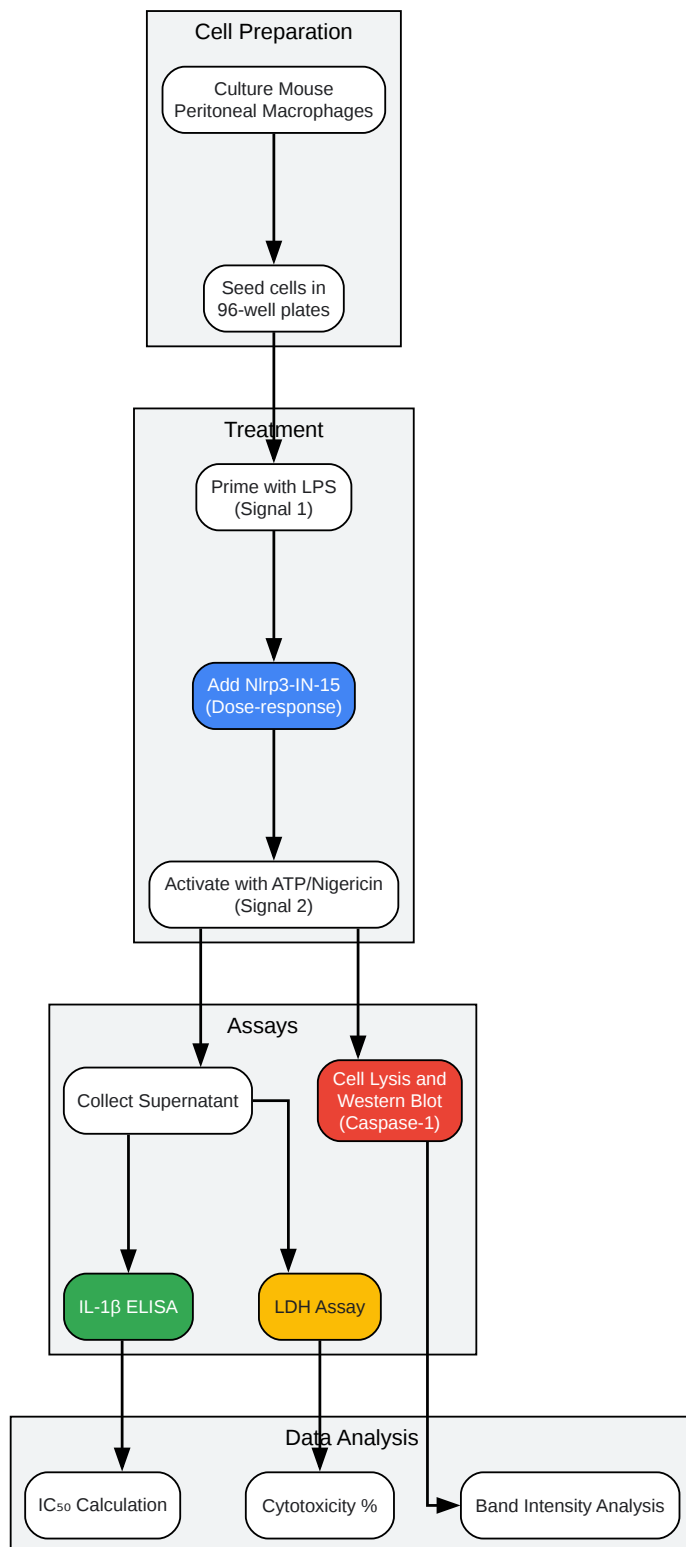 Cell Preparation
Culture Mouse
Peritoneal Macrophages
Seed cells in
96-well plates
Treatment
Prime with LPS
(Signal 1)
Add Nlrp3-IN-15
(Dose-response)
Activate with ATP/Nigericin
(Signal 2)
Assays
Collect Supernatant
Cell Lysis and
Western Blot
(Caspase-1)
IL-1β ELISA
LDH Assay
Data Analysis
IC₅₀ Calculation
Cytotoxicity %
Band Intensity Analysis